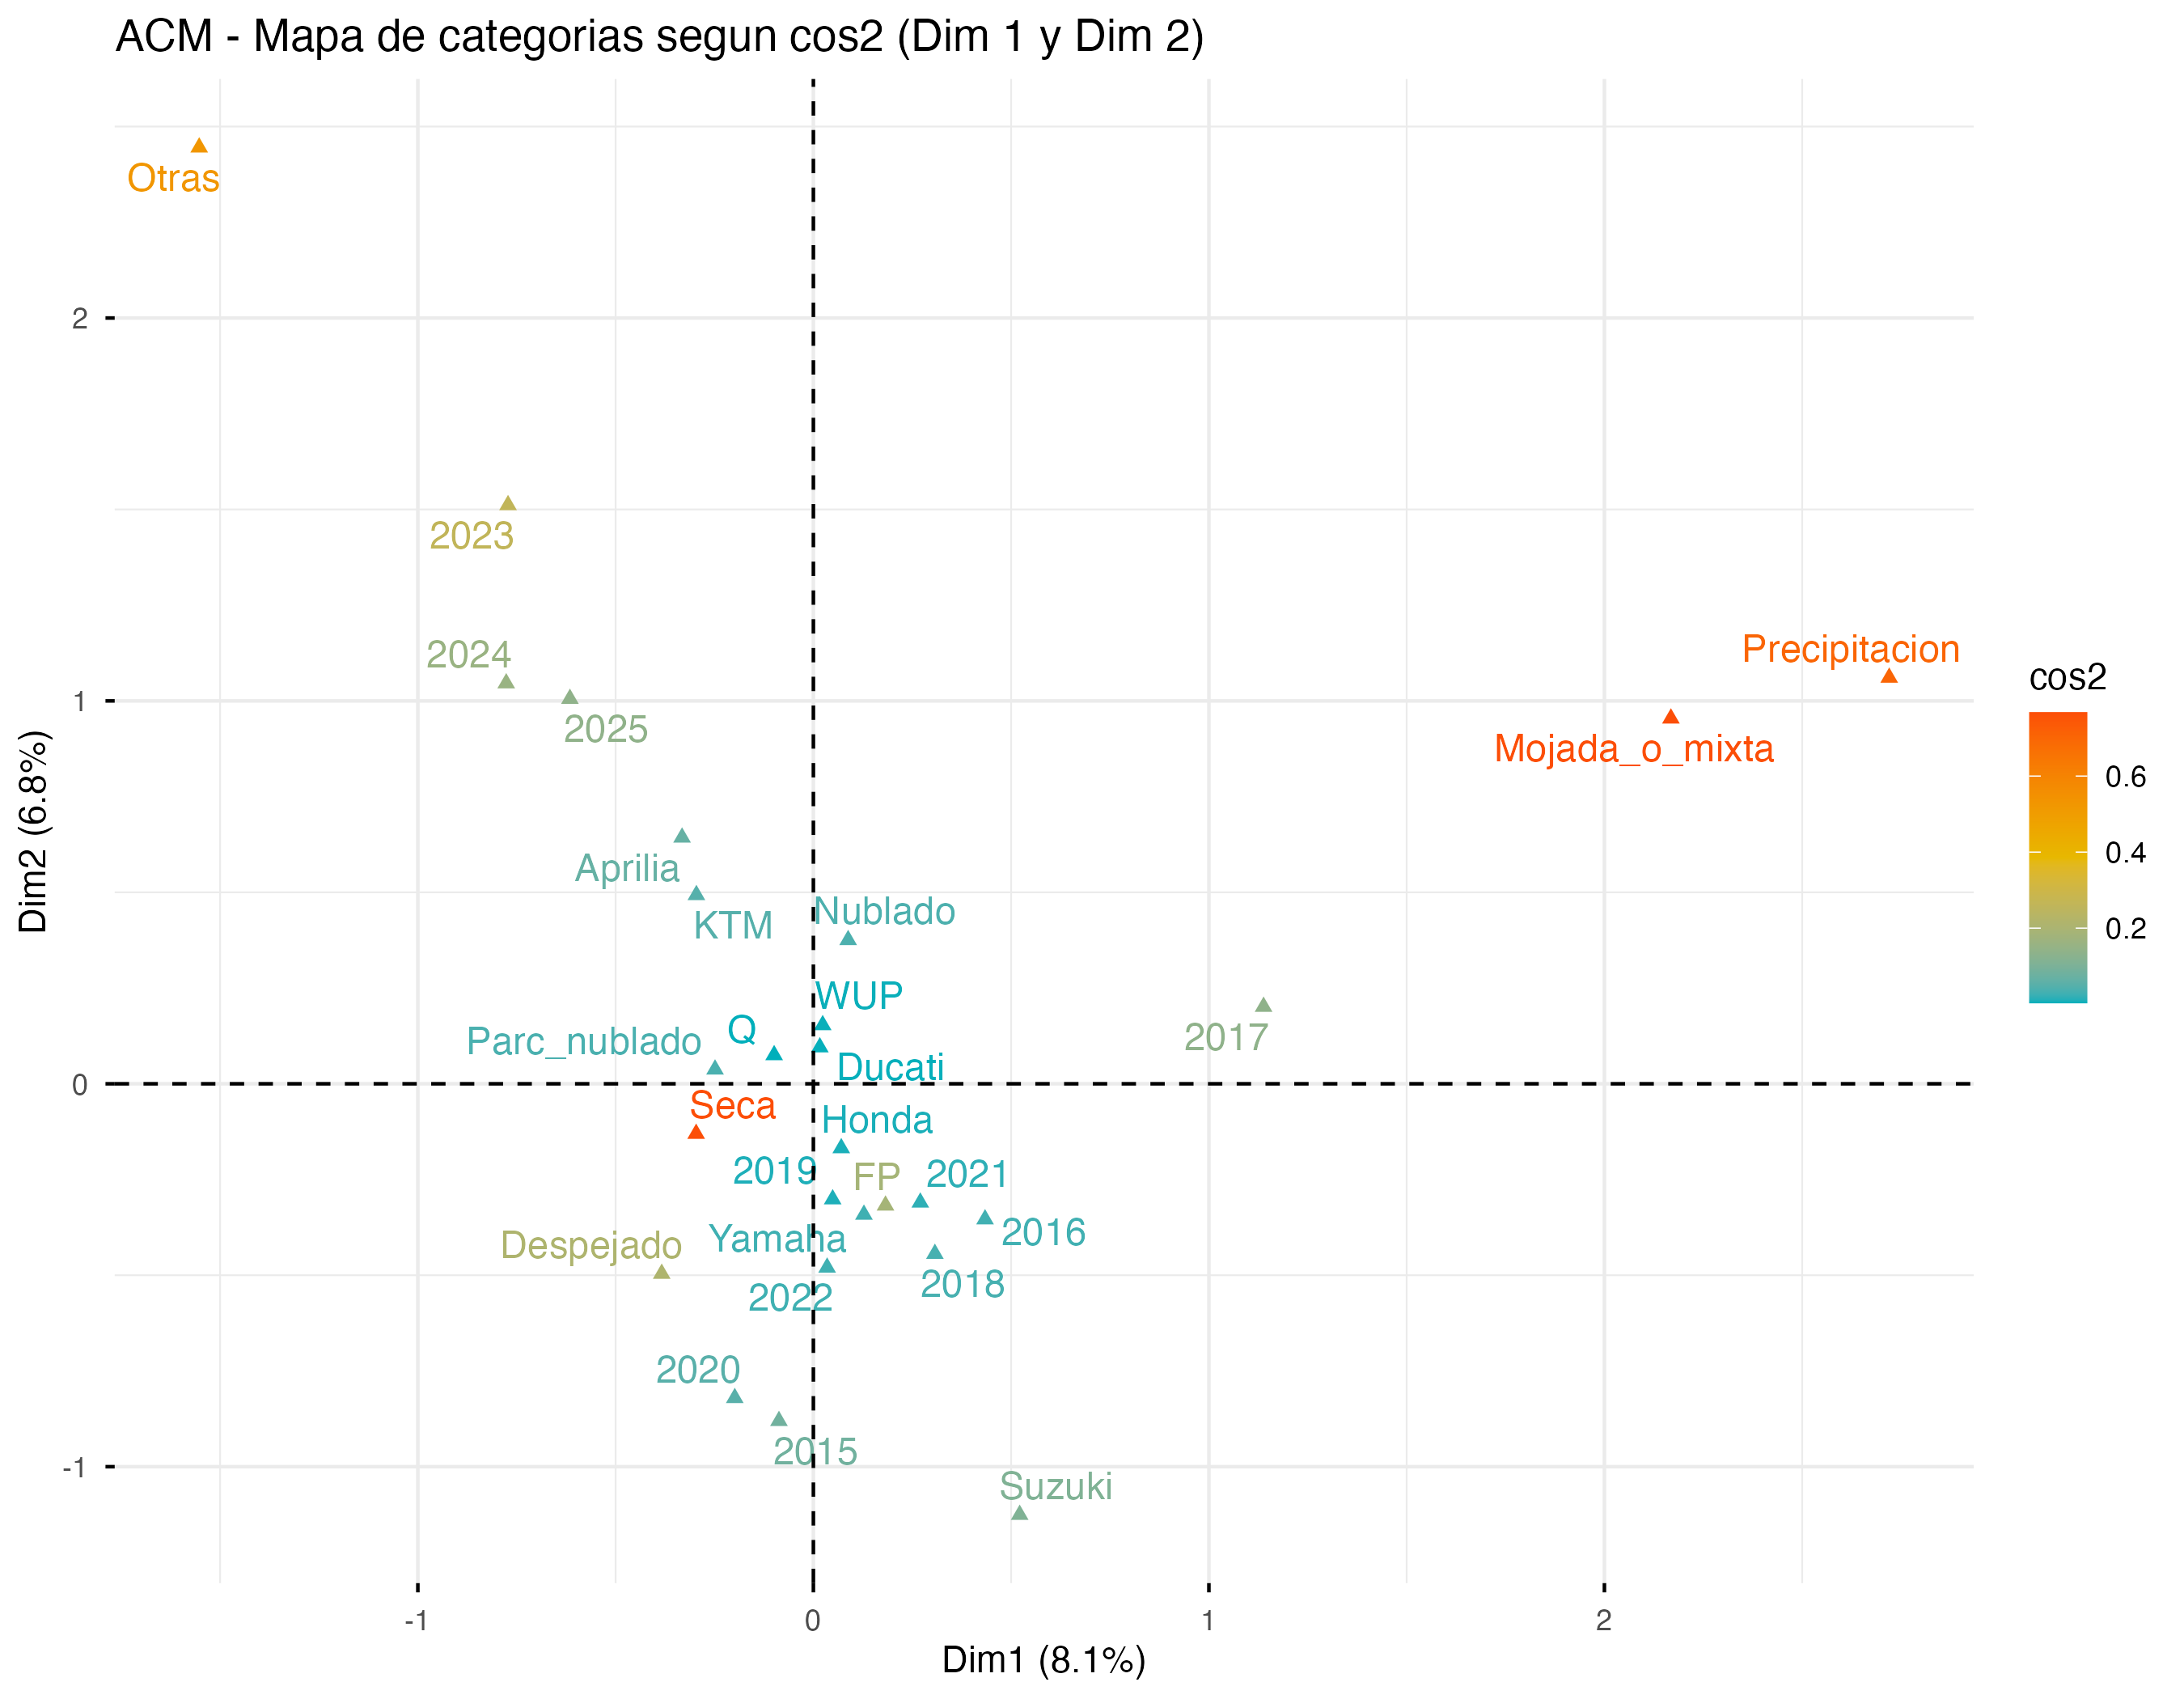 ACM - Mapa de categorias segun cos2 (Dim 1 y Dim 2)
Otras
2
2023
2024
2025
1
Precipitacion
Mojada_o_mixta
cos2
0.6
0.4
0.2
Dim2 (6.8%)
Aprilia
KTM
Nublado
WUP
Q
Parc_nublado
2017
Ducati
0
Seca
Honda
2019
FP
2021
2016
Yamaha
Despejado
2018
2022
2020
2015
-1
Suzuki
-1
0
1
2
Dim1 (8.1%)